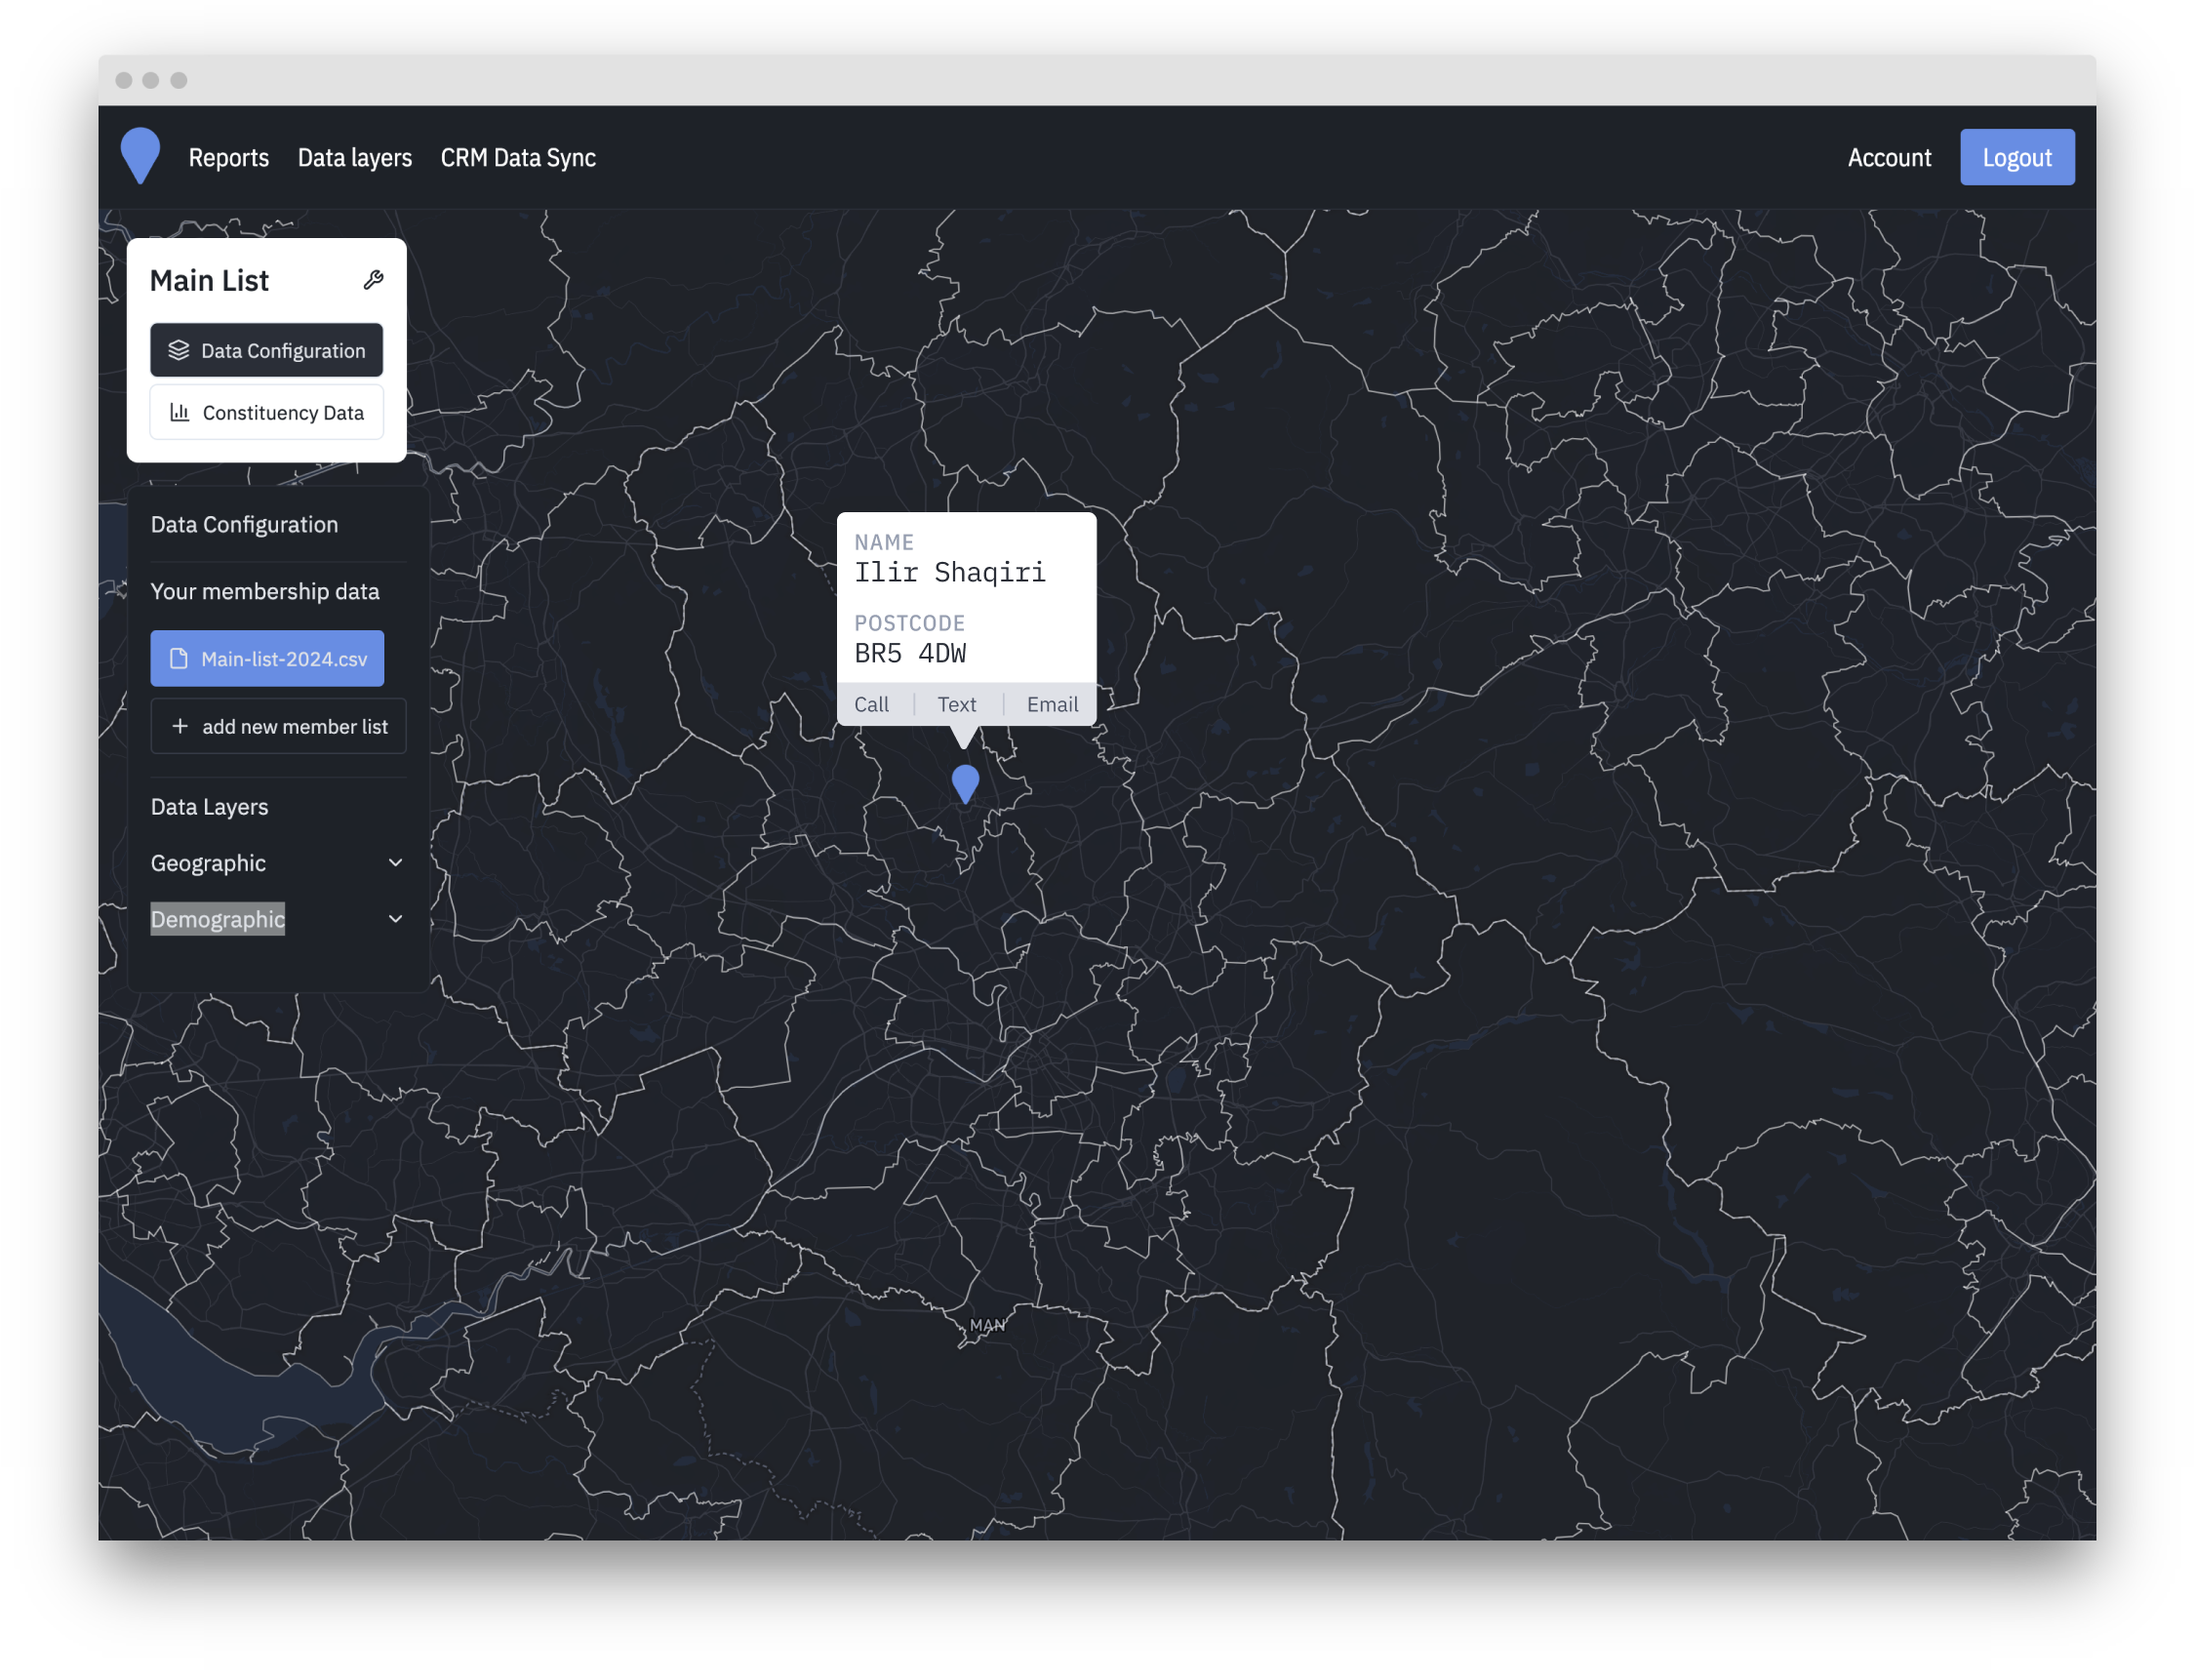 Reports Data layers CRM Data Sync Account Logout
Main List
Data Configuration
Constituency Data
Data Configuration
Your membership data
Main-list-2024.csv
add new member list
Data Layers
Geographic
Demographic
NAME
Ilir Shaqiri
POSTCODE
BR5 4DW
Call Text Email
MAN